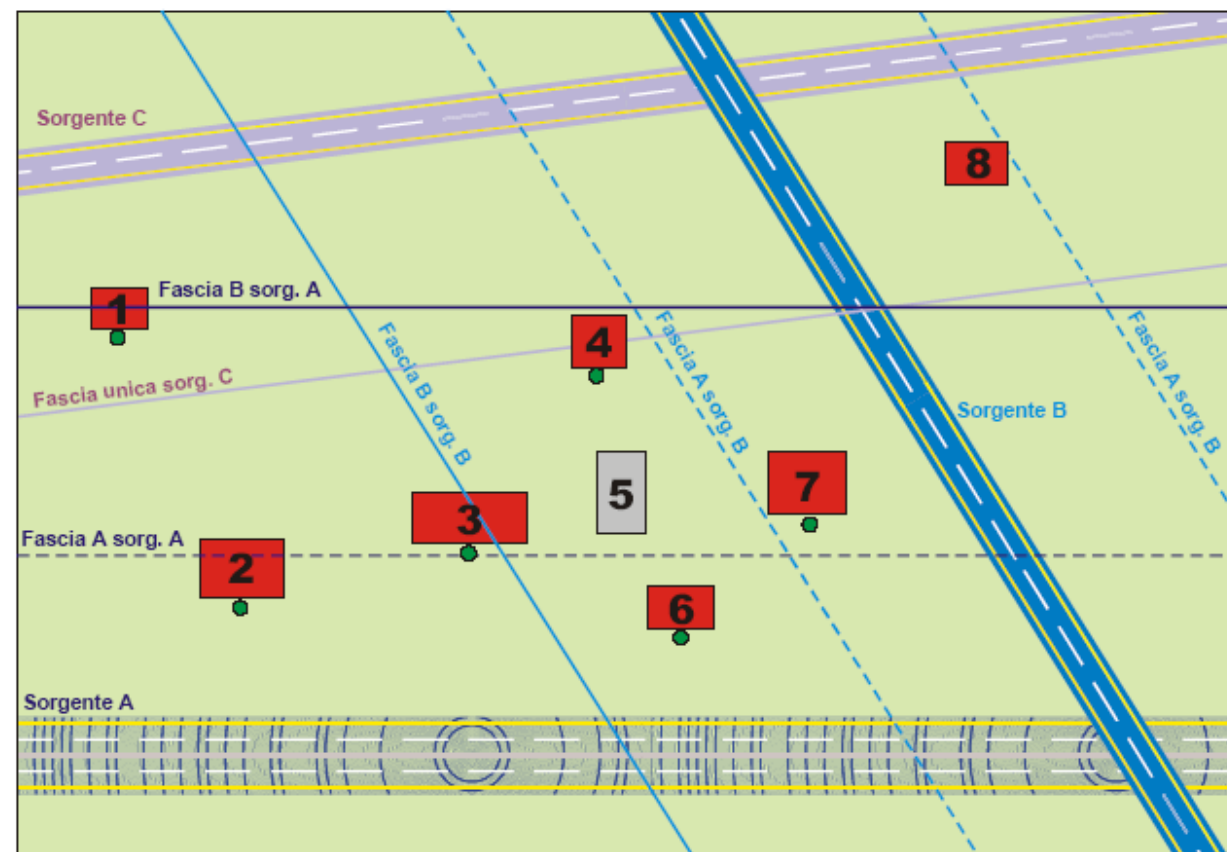 Sorgente C
8
1
Fascia B sorg. A
4
Fascia A sorg. B
Fascia A sorg. B
Fascia unica sorg. C
Fascia B sorg. B
Sorgente B
5
7
3
Fascia A sorg. A
2
6
Sorgente A